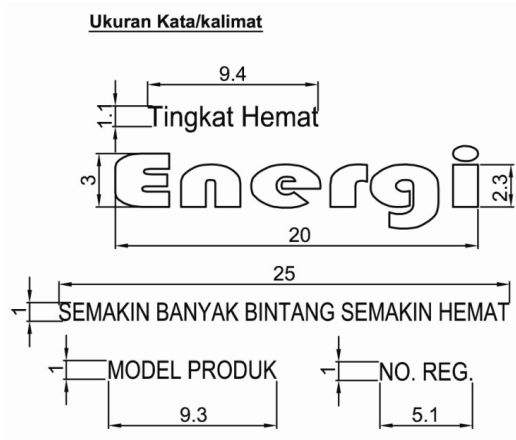 Ukuran Kata/kalimat
9.4
1.1 Tingkat Hemat
3 Energi 2.3
20
25
1 SEMAKIN BANYAK BINTANG SEMAKIN HEMAT
1 MODEL PRODUK 1 NO. REG.
9.3 5.1